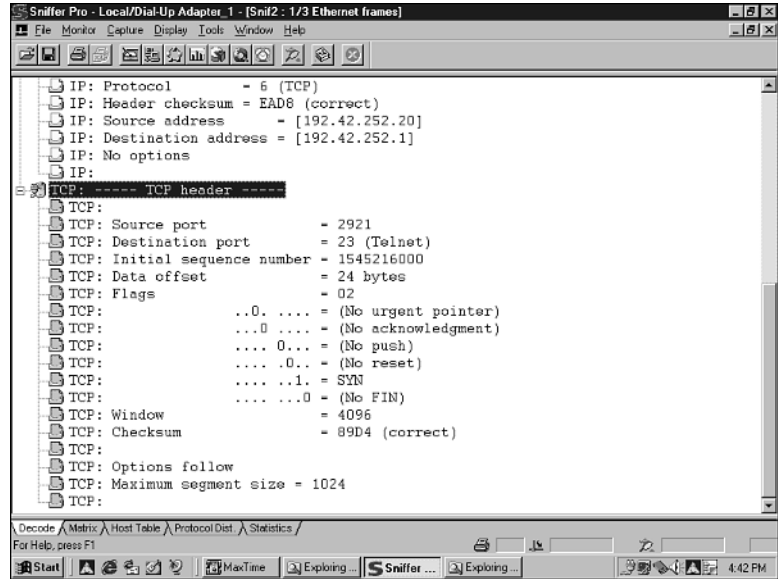 Sniffer Pro - Local/Dial-Up Adapter_1 - [Snif2 : 1/3 Ethernet frames]
File Monitor Capture Display Tools Window Help
IP: Protocol = 6 (TCP)
IP: Header checksum = EAD8 (correct)
IP: Source address = [192.42.252.20]
IP: Destination address = [192.42.252.1]
IP: No options
IP:
TCP: ----- TCP header -----
TCP:
TCP: Source port = 2921
TCP: Destination port = 23 (Telnet)
TCP: Initial sequence number = 1545216000
TCP: Data offset = 24 bytes
TCP: Flags = 02
TCP: ..0. .... = (No urgent pointer)
TCP: ...0 .... = (No acknowledgment)
TCP: .... 0... = (No push)
TCP: .... .0.. = (No reset)
TCP: .... ..1. = SYN
TCP: .... ...0 = (No FIN)
TCP: Window = 4096
TCP: Checksum = 89D4 (correct)
TCP:
TCP: Options follow
TCP: Maximum segment size = 1024
TCP:
Decode Matrix Host Table Protocol Dist. Statistics
For Help, press F1
Start MaxTime Exploring ... Sniffer ... Exploring ... 4:42 PM